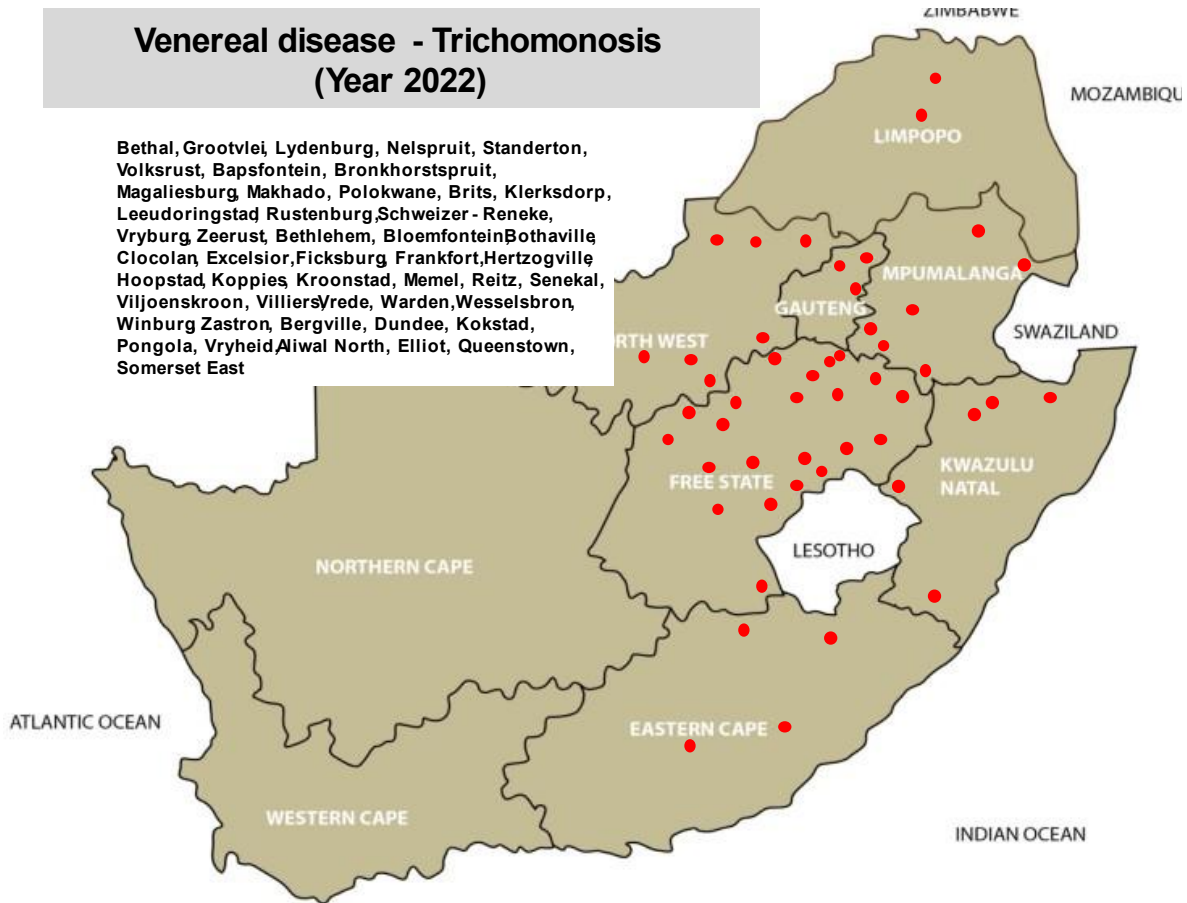 Venereal disease - Trichomonosis
(Year 2022)
Bethal, Grootvlei, Lydenburg, Nelspruit, Standerton,
Volksrust, Bapsfontein, Bronkhorstspruit,
Magaliesburg, Makhado, Polokwane, Brits, Klerksdorp,
Leeudoringstad, Rustenburg,Schweizer - Reneke,
Vryburg, Zeerust, Bethlehem, Bloemfontein,Bothaville,
Clocolan, Excelsior,Ficksburg, Frankfort,Hertzogville,
Hoopstad, Koppies, Kroonstad, Memel, Reitz, Senekal,
Viljoenskroon, Villiers,Vrede, Warden,Wesselsbron,
Winburg, Zastron, Bergville, Dundee, Kokstad,
Pongola, Vryheid,Aliwal North, Elliot, Queenstown,
Somerset East
ZIMBABWE
MOZAMBIQU
LIMPOPO
MPUMALANGA
GAUTENG
SWAZILAND
ORTH WEST
KWAZULU
NATAL
FREE STATE
LESOTHO
NORTHERN CAPE
ATLANTIC OCEAN
EASTERN CAPE
WESTERN CAPE
INDIAN OCEAN